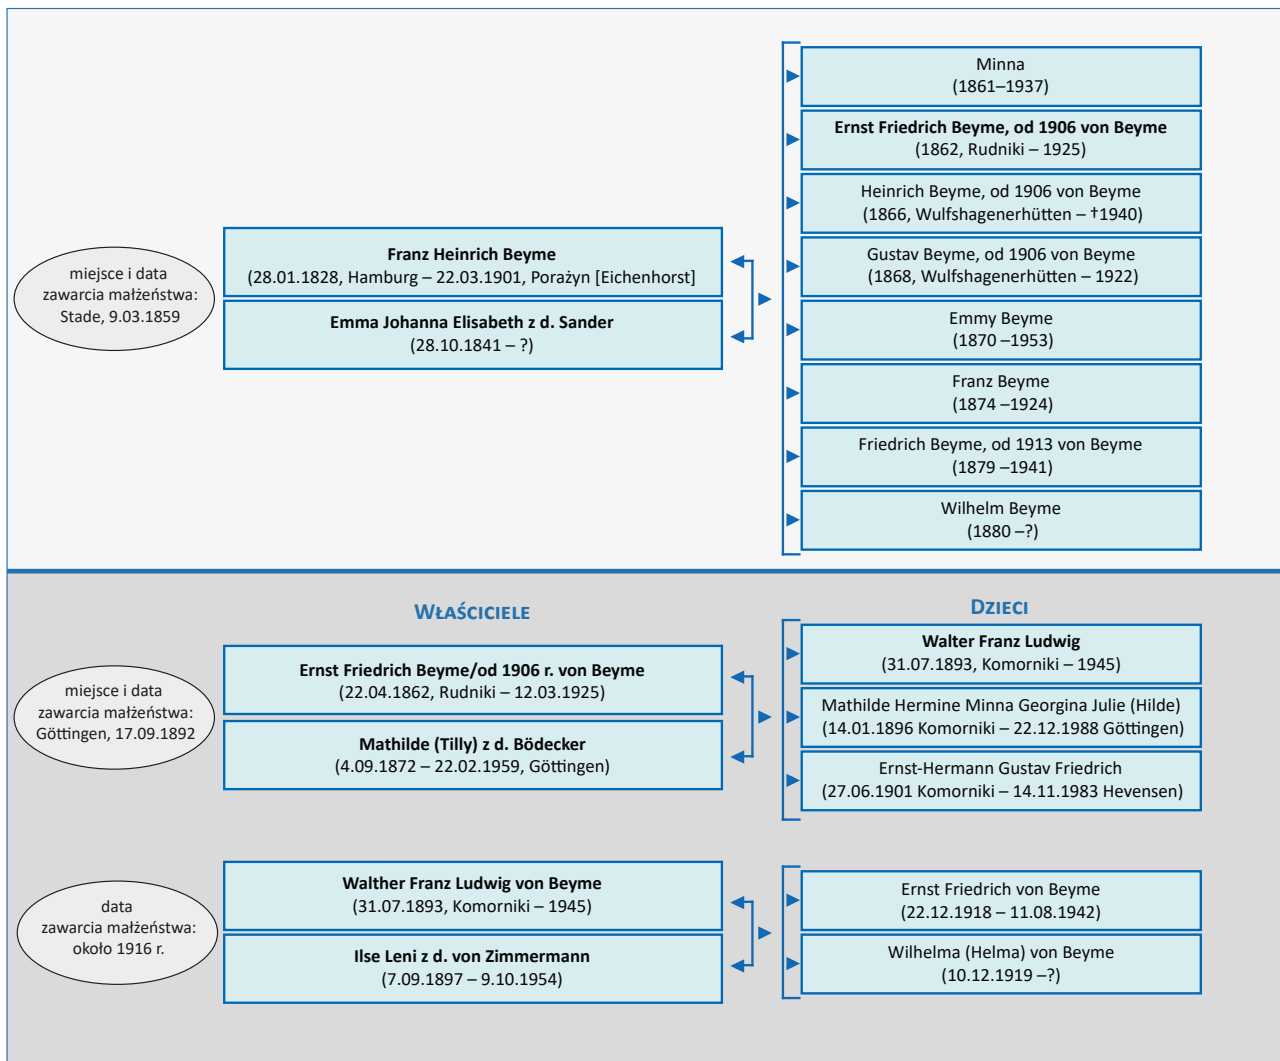 miejsce i data
zawarcia małżeństwa:
Stade, 9.03.1859
Franz Heinrich Beyme
(28.01.1828, Hamburg – 22.03.1901, Porażyn [Eichenhorst]
Emma Johanna Elisabeth z d. Sander
(28.10.1841 – ?)
Minna
(1861–1937)
Ernst Friedrich Beyme, od 1906 von Beyme
(1862, Rudniki – 1925)
Heinrich Beyme, od 1906 von Beyme
(1866, Wulfshagenerhütten – †1940)
Gustav Beyme, od 1906 von Beyme
(1868, Wulfshagenerhütten – 1922)
Emmy Beyme
(1870 –1953)
Franz Beyme
(1874 –1924)
Friedrich Beyme, od 1913 von Beyme
(1879 –1941)
Wilhelm Beyme
(1880 –?)
Właściciele
Dzieci
miejsce i data
zawarcia małżeństwa:
Göttingen, 17.09.1892
Ernst Friedrich Beyme/od 1906 r. von Beyme
(22.04.1862, Rudniki – 12.03.1925)
Mathilde (Tilly) z d. Bödecker
(4.09.1872 – 22.02.1959, Göttingen)
Walter Franz Ludwig
(31.07.1893, Komorniki – 1945)
Mathilde Hermine Minna Georgina Julie (Hilde)
(14.01.1896 Komorniki – 22.12.1988 Göttingen)
Ernst-Hermann Gustav Friedrich
(27.06.1901 Komorniki – 14.11.1983 Hevensen)
data
zawarcia małżeństwa:
około 1916 r.
Walther Franz Ludwig von Beyme
(31.07.1893, Komorniki – 1945)
Ilse Leni z d. von Zimmermann
(7.09.1897 – 9.10.1954)
Ernst Friedrich von Beyme
(22.12.1918 – 11.08.1942)
Wilhelma (Helma) von Beyme
(10.12.1919 –?)